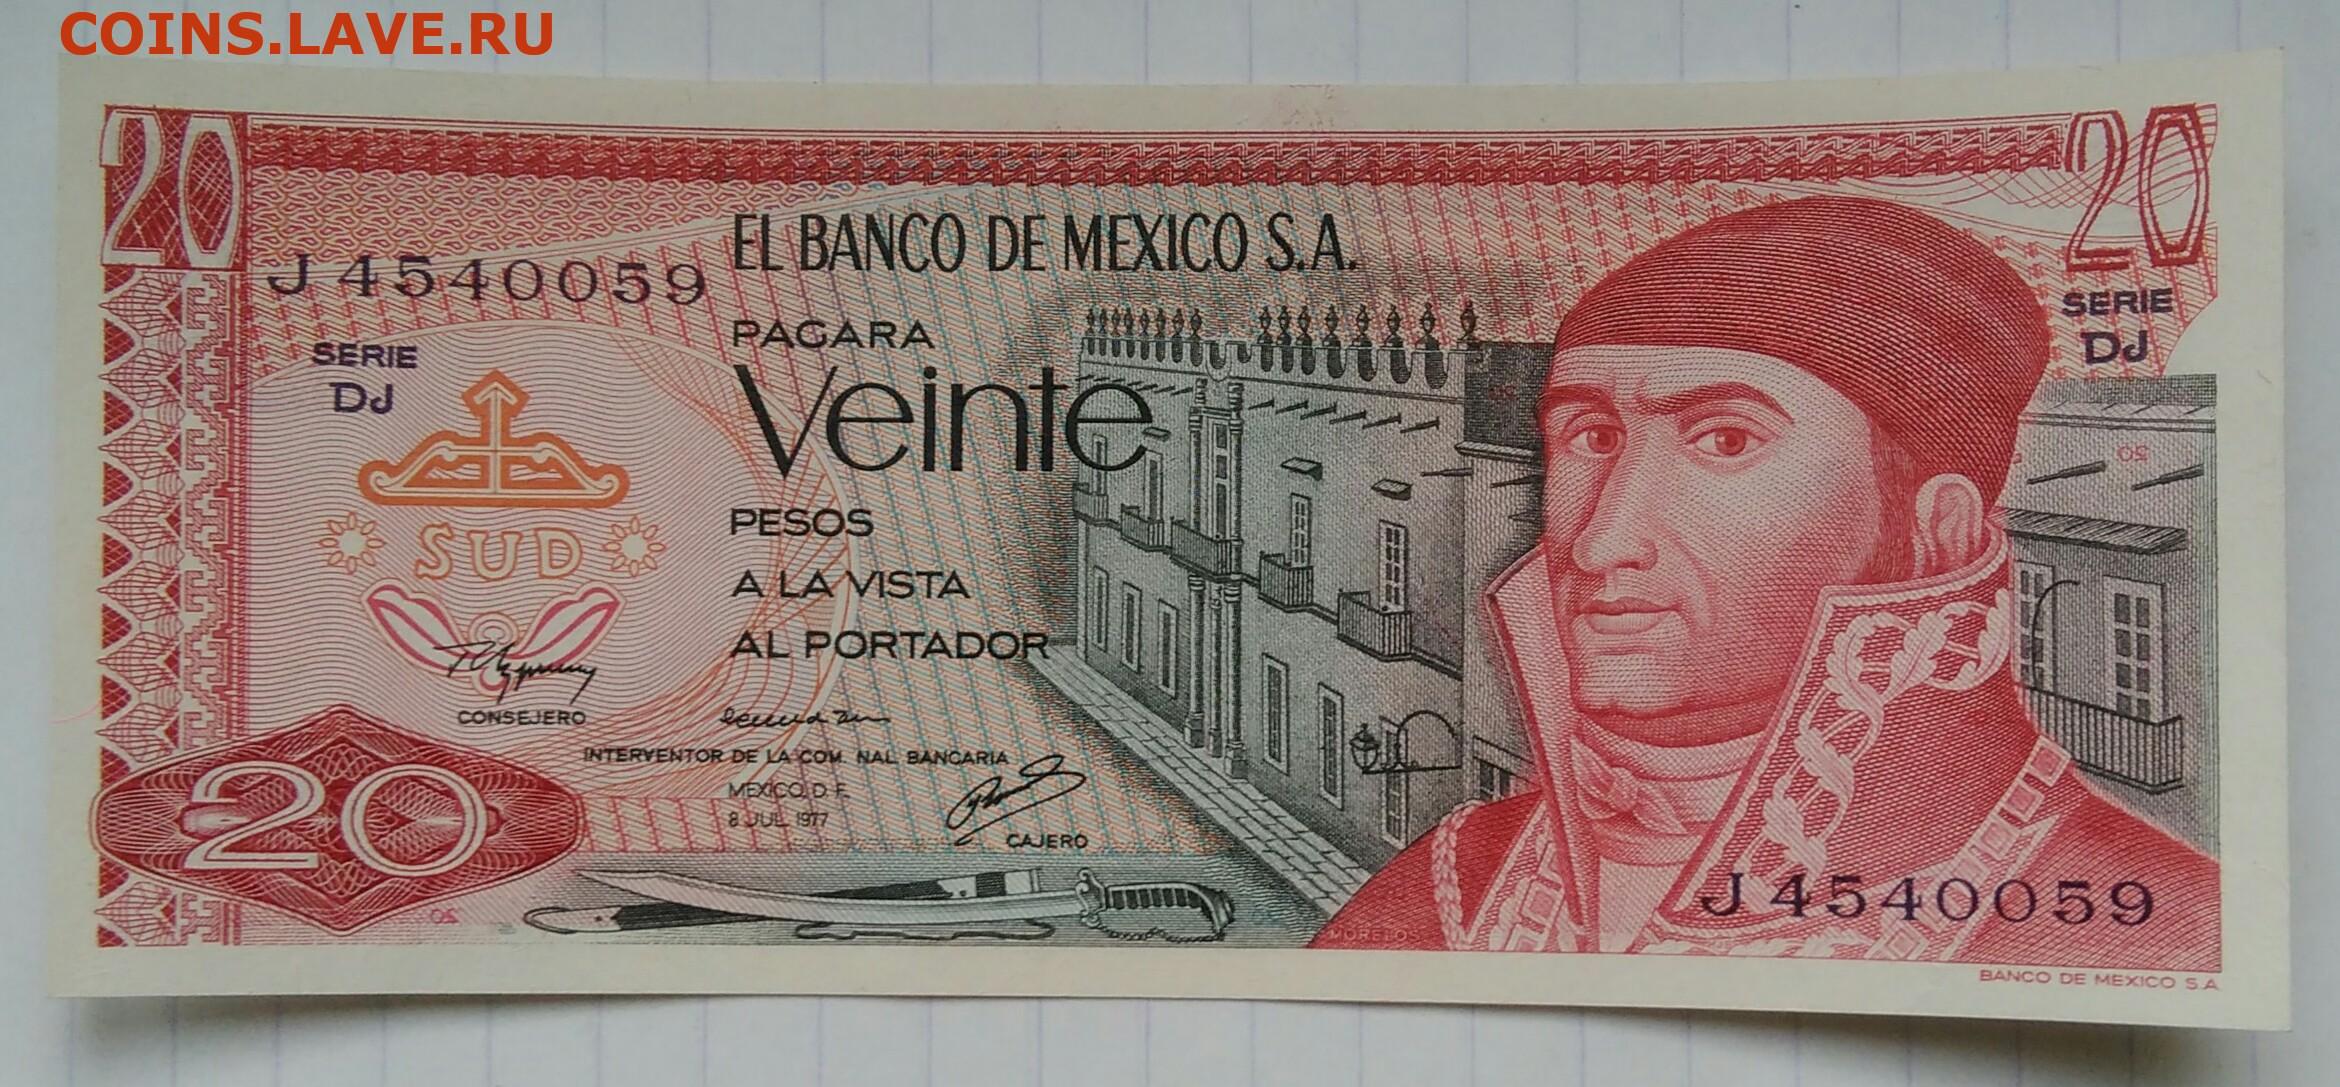 COINS.LAVE.RU
20
20
EL BANCO DE MEXICO S.A.
J 4540059
SERIE
DJ
SERIE
DJ
PAGARA
Veinte
SUD
PESOS
A LA VISTA
AL PORTADOR
CONSEJERO
INTERVENTOR DE LA COM. NAL. BANCARIA
MEXICO, D. F.
8 JUL. 1977
CAJERO
20
J 4540059
MORELOS
BANCO DE MEXICO S.A.